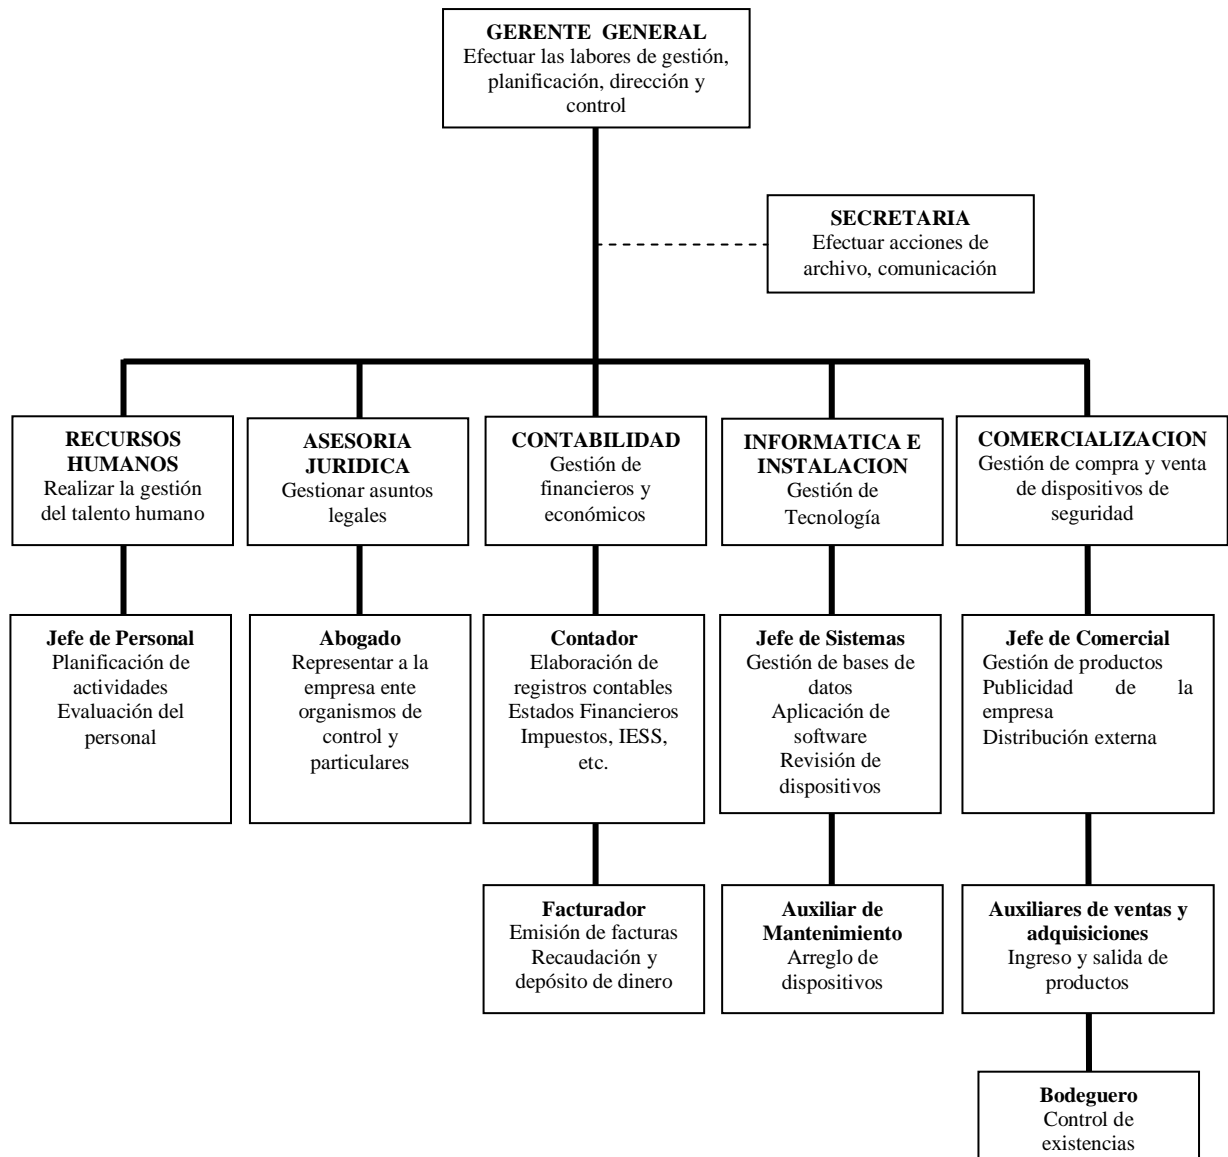 GERENTE GENERAL
Efectuar las labores de gestión,
planificación, dirección y
control
SECRETARIA
Efectuar acciones de
archivo, comunicación
RECURSOS
HUMANOS
Realizar la gestión
del talento humano
ASESORIA
JURIDICA
Gestionar asuntos
legales
CONTABILIDAD
Gestión de
financieros y
económicos
INFORMATICA E
INSTALACION
Gestión de
Tecnología
COMERCIALIZACION
Gestión de compra y venta
de dispositivos de
seguridad
Jefe de Personal
Planificación de
actividades
Evaluación del
personal
Abogado
Representar a la
empresa ente
organismos de
control y
particulares
Contador
Elaboración de
registros contables
Estados Financieros
Impuestos, IESS,
etc.
Jefe de Sistemas
Gestión de bases de
datos
Aplicación de
software
Revisión de
dispositivos
Jefe de Comercial
Gestión de productos
Publicidad de la
empresa
Distribución externa
Facturador
Emisión de facturas
Recaudación y
depósito de dinero
Auxiliar de
Mantenimiento
Arreglo de
dispositivos
Auxiliares de ventas y
adquisiciones
Ingreso y salida de
productos
Bodeguero
Control de
existencias